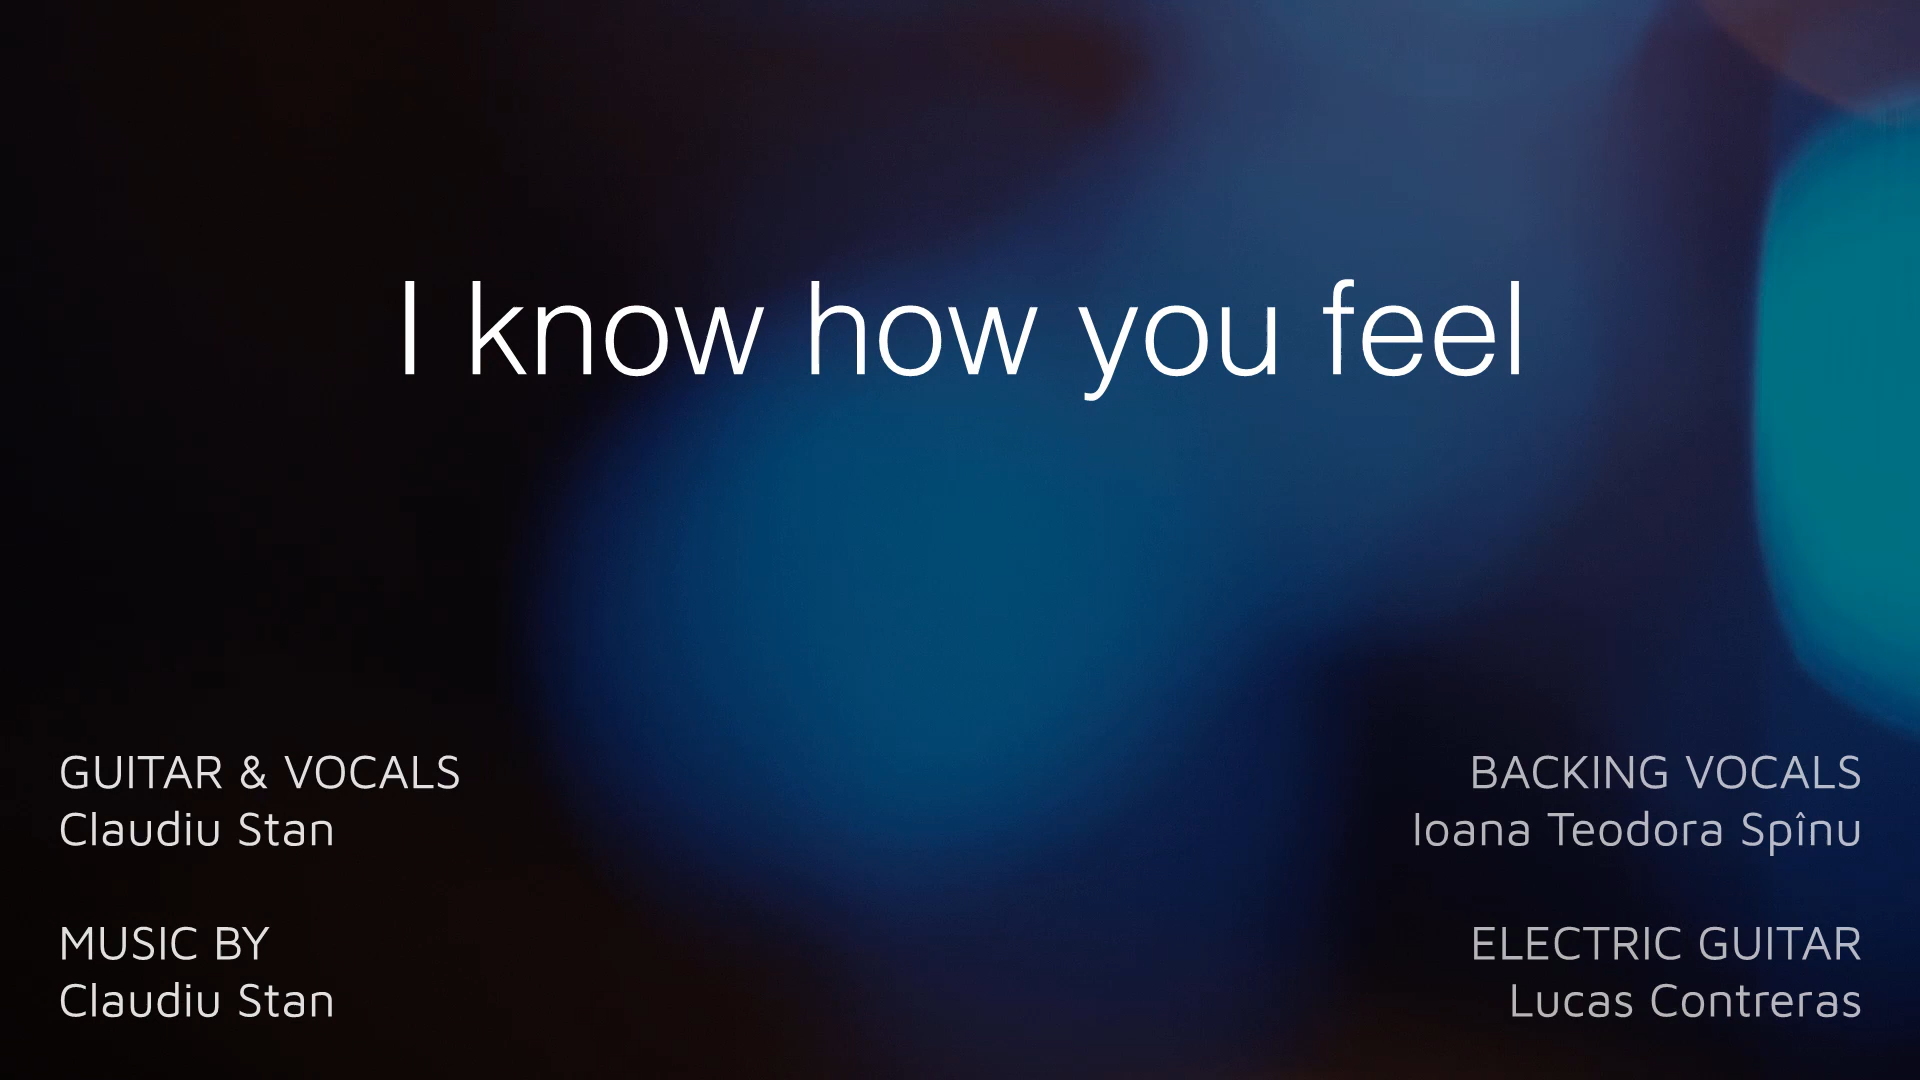 I know how you feel
GUITAR & VOCALS
Claudiu Stan
MUSIC BY
Claudiu Stan
BACKING VOCALS
Ioana Teodora Spînu
ELECTRIC GUITAR
Lucas Contreras